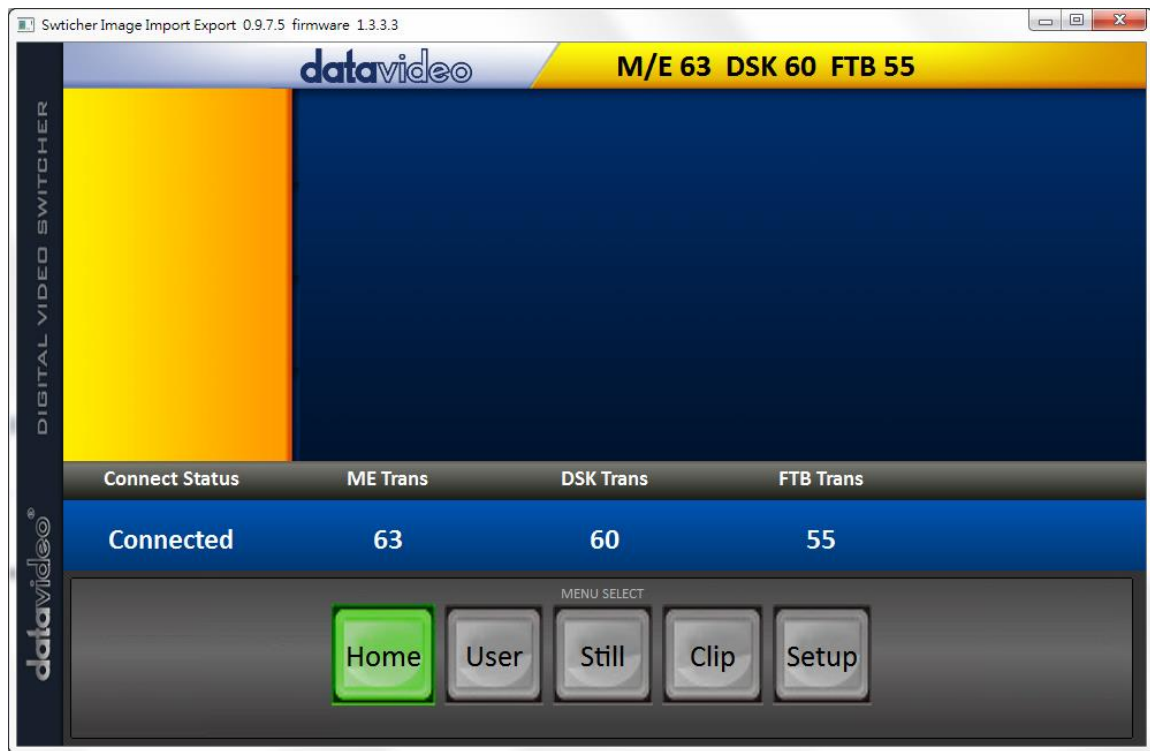 Swticher Image Import Export 0.9.7.5 firmware 1.3.3.3
datavideo
M/E 63 DSK 60 FTB 55
DIGITAL VIDEO SWITCHER
datavideo®
Connect Status ME Trans DSK Trans FTB Trans
Connected 63 60 55
MENU SELECT
Home User Still Clip Setup